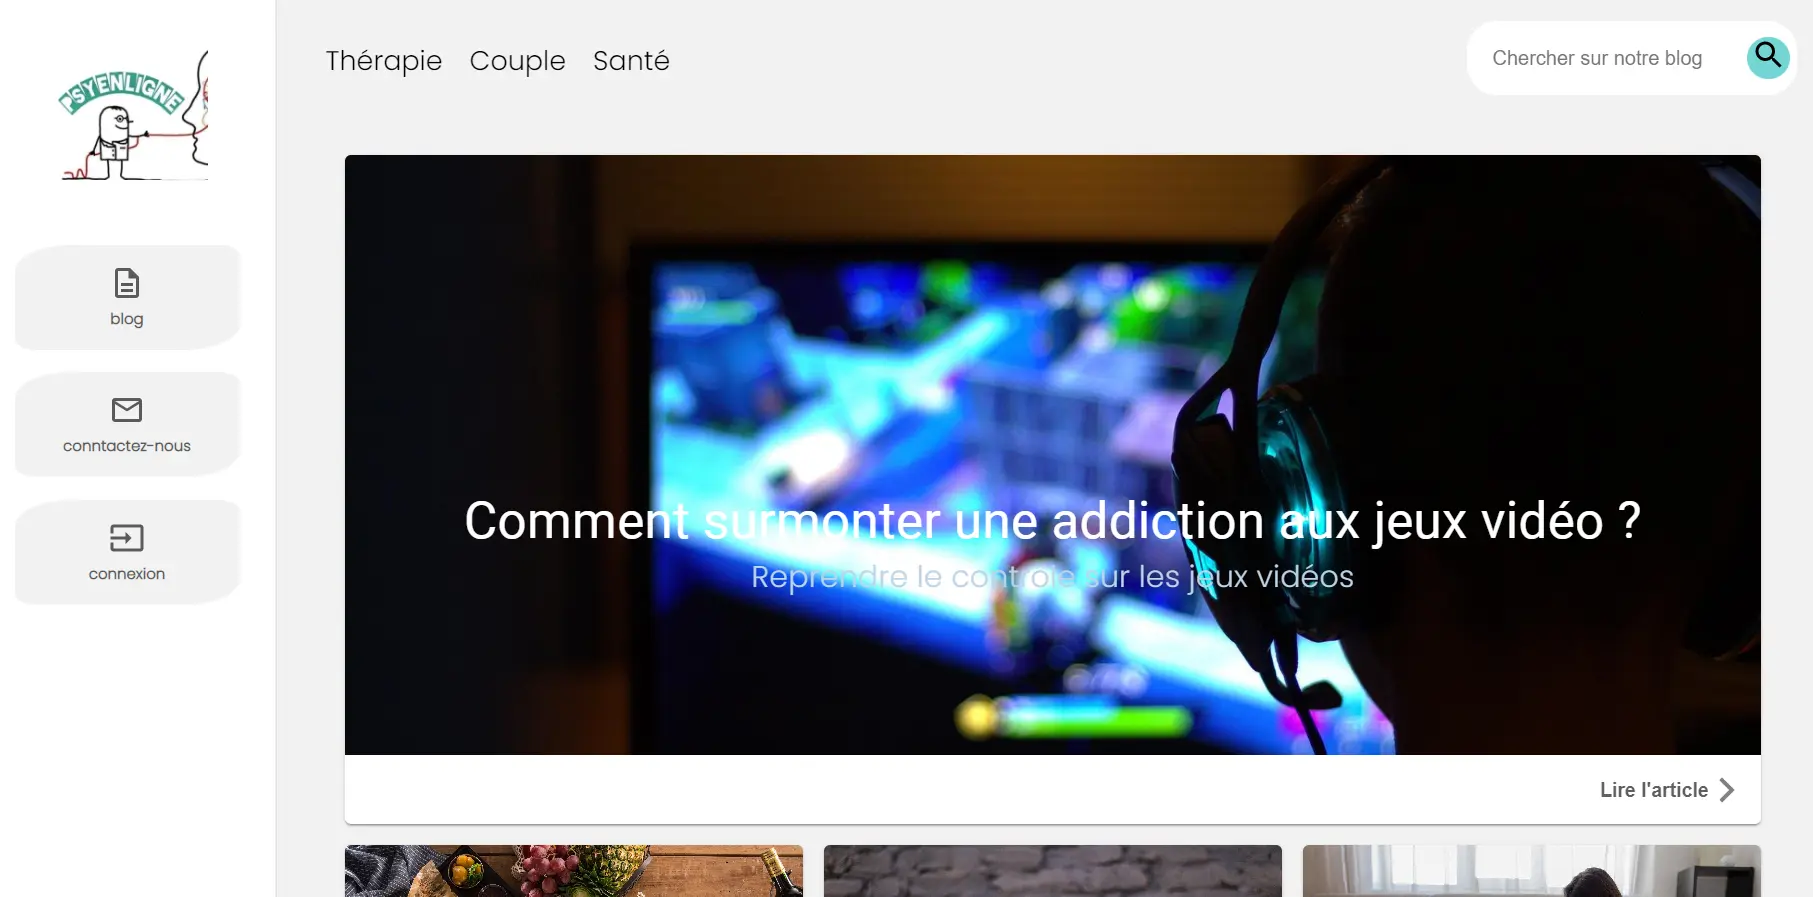 PSYENLIGNE
blog
conntactez-nous
connexion
Thérapie Couple Santé
Chercher sur notre blog
Comment surmonter une addiction aux jeux vidéo ?
Reprendre le controle sur les jeux vidéos
Lire l'article